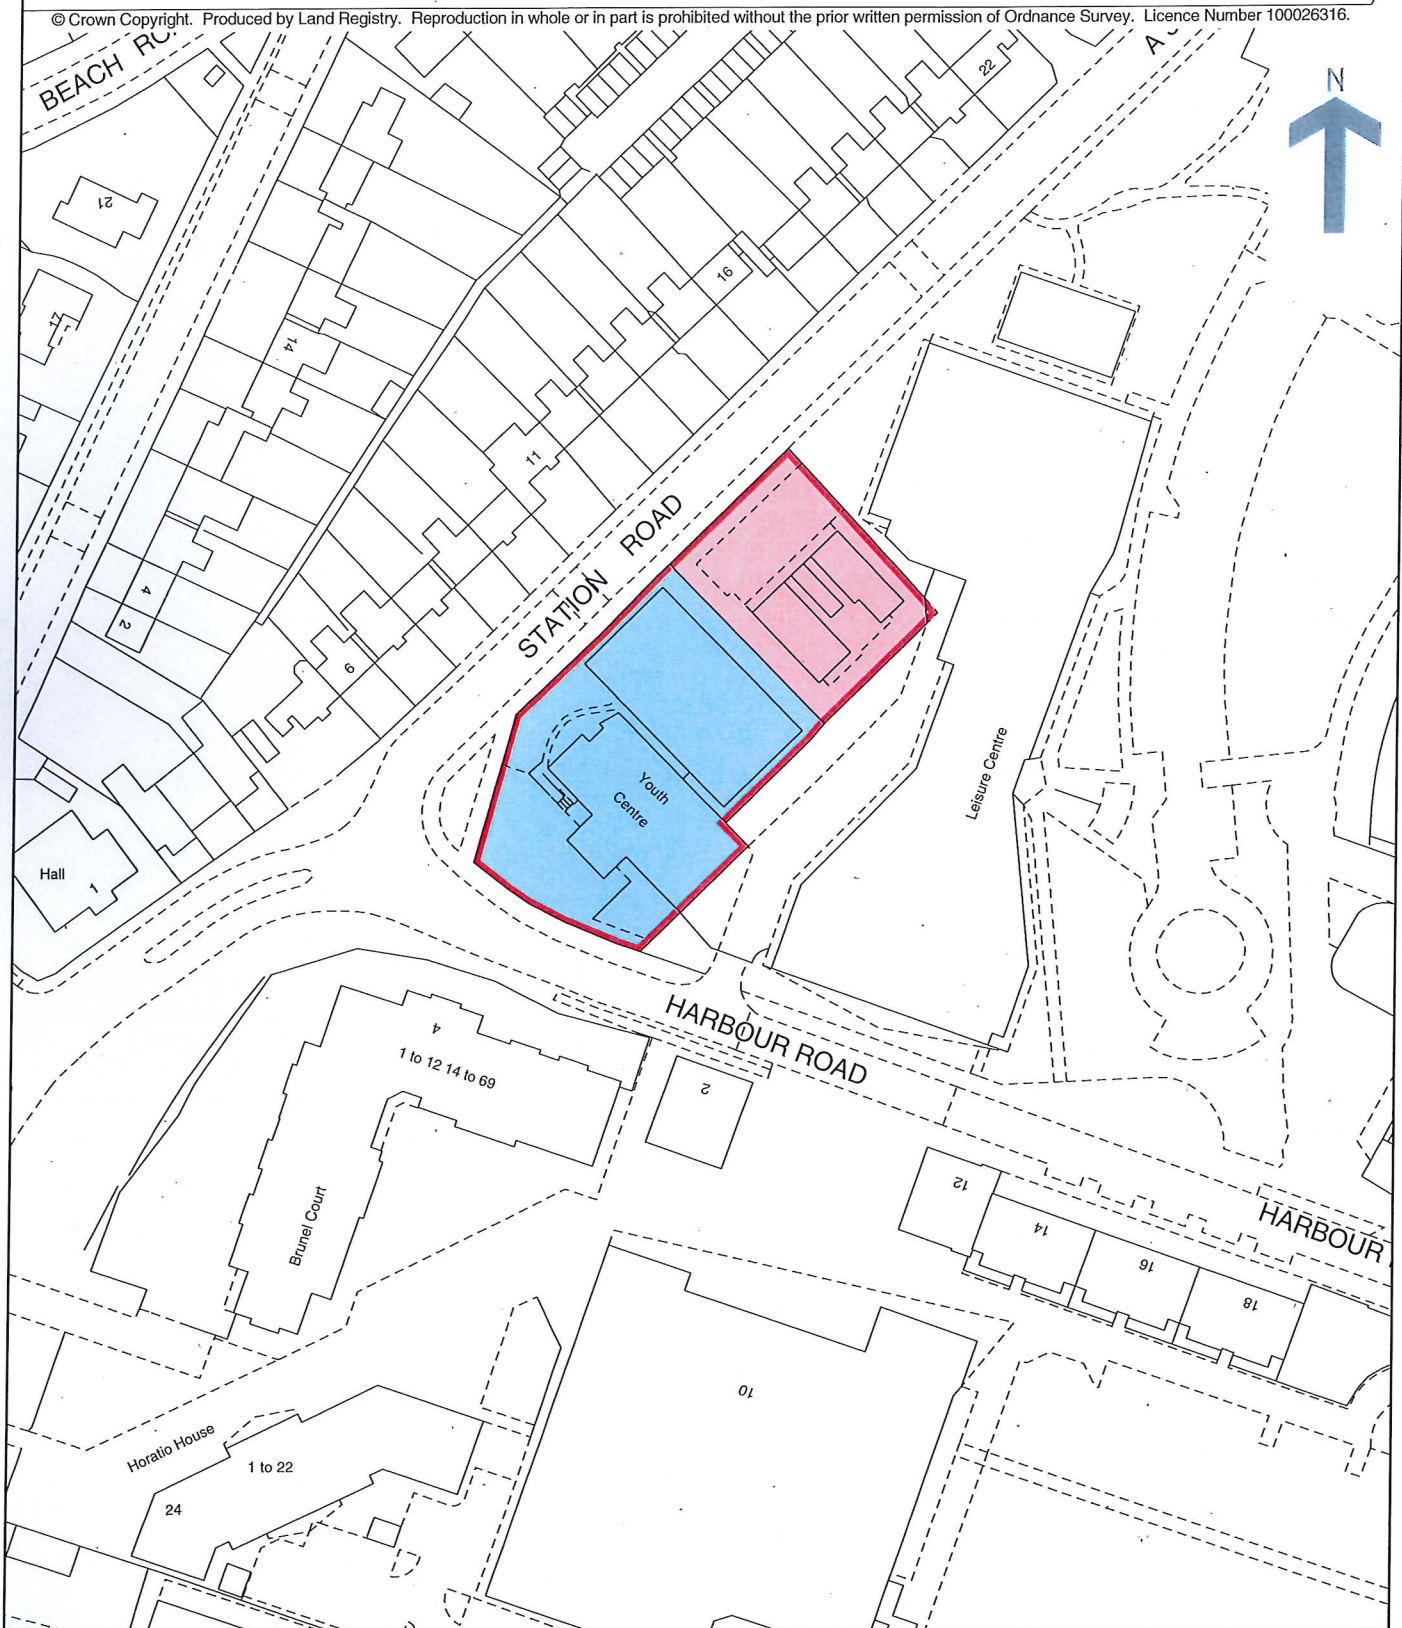 © Crown Copyright. Produced by Land Registry. Reproduction in whole or in part is prohibited without the prior written permission of Ordnance Survey. Licence Number 100026316.
BEACH
22
N
21
16
17
14
11
STATION ROAD
4
2
9
Youth
Centre
Leisure Centre
Hall
1
HARBOUR ROAD
4
1 to 12 14 to 69
2
Brunel Court
12
14
16
18
HARBOUR
10
Horatio House
1 to 22
24